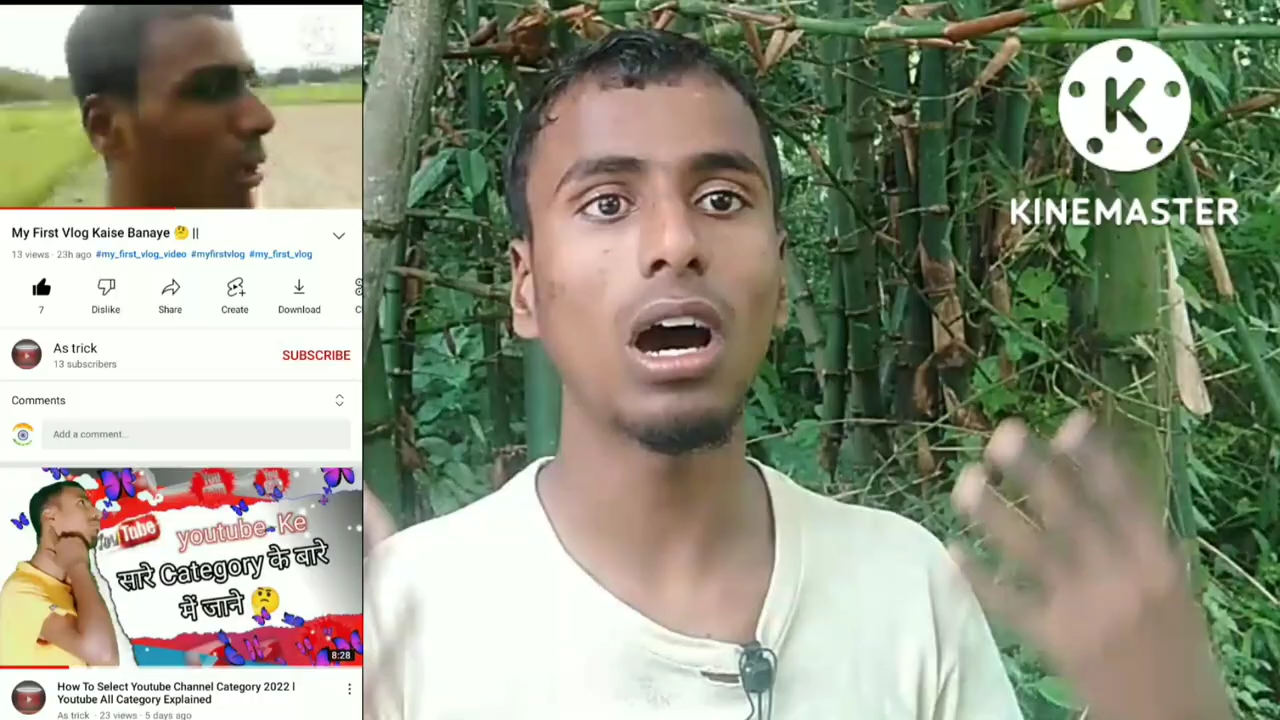 My First Vlog Kaise Banaye 🤔 ||
13 views · 23h ago #my_first_vlog_video #myfirstvlog #my_first_vlog
7
Dislike
Share
Create
Download
As trick
13 subscribers
SUBSCRIBE
Comments
Add a comment...
YouTube
youtube Ke
सारे Category के बारे
में जाने 🤔
8:28
How To Select Youtube Channel Category 2022 l
Youtube All Category Explained
As trick · 23 views · 5 days ago
K
KINEMASTER